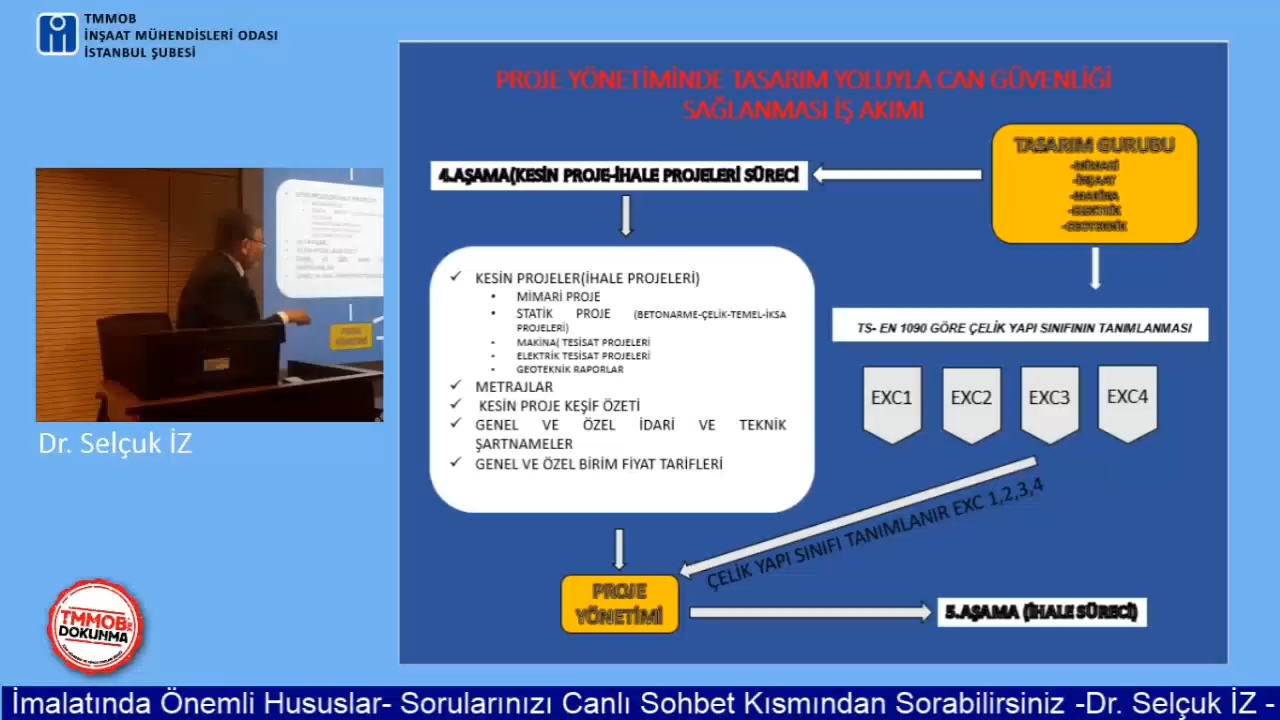 TMMOB
İNŞAAT MÜHENDİSLERİ ODASI
İSTANBUL ŞUBESİ
PROJE YÖNETİMİNDE TASARIM YOLUYLA CAN GÜVENLİĞİ
SAĞLANMASI İŞ AKIMI
TASARIM GURUBU
-MİMARİ
-İNŞAAT
-MAKİNA
-ELEKTRİK
-GEOTEKNİK
4.AŞAMA(KESİN PROJE-İHALE PROJELERİ SÜRECİ
✓ KESİN PROJELER(İHALE PROJELERİ)
• MİMARİ PROJE
• STATİK PROJE (BETONARME-ÇELİK-TEMEL-İKSA
PROJELERİ)
• MAKİNA( TESİSAT PROJELERİ
• ELEKTRİK TESİSAT PROJELERİ
• GEOTEKNİK RAPORLAR
✓ METRAJLAR
✓ KESİN PROJE KEŞİF ÖZETİ
✓ GENEL VE ÖZEL İDARİ VE TEKNİK
ŞARTNAMELER
✓ GENEL VE ÖZEL BİRİM FİYAT TARİFLERİ
TS- EN 1090 GÖRE ÇELİK YAPI SINIFININ TANIMLANMASI
EXC1 EXC2 EXC3 EXC4
ÇELİK YAPI SINIFI TANIMLANIR EXC 1,2,3,4
PROJE
YÖNETİMİ
5.AŞAMA (İHALE SÜRECİ)
Dr. Selçuk İZ
TMMOB'ye
DOKUNMA
İmalatında Önemli Hususlar- Sorularınızı Canlı Sohbet Kısmından Sorabilirsiniz -Dr. Selçuk İZ -